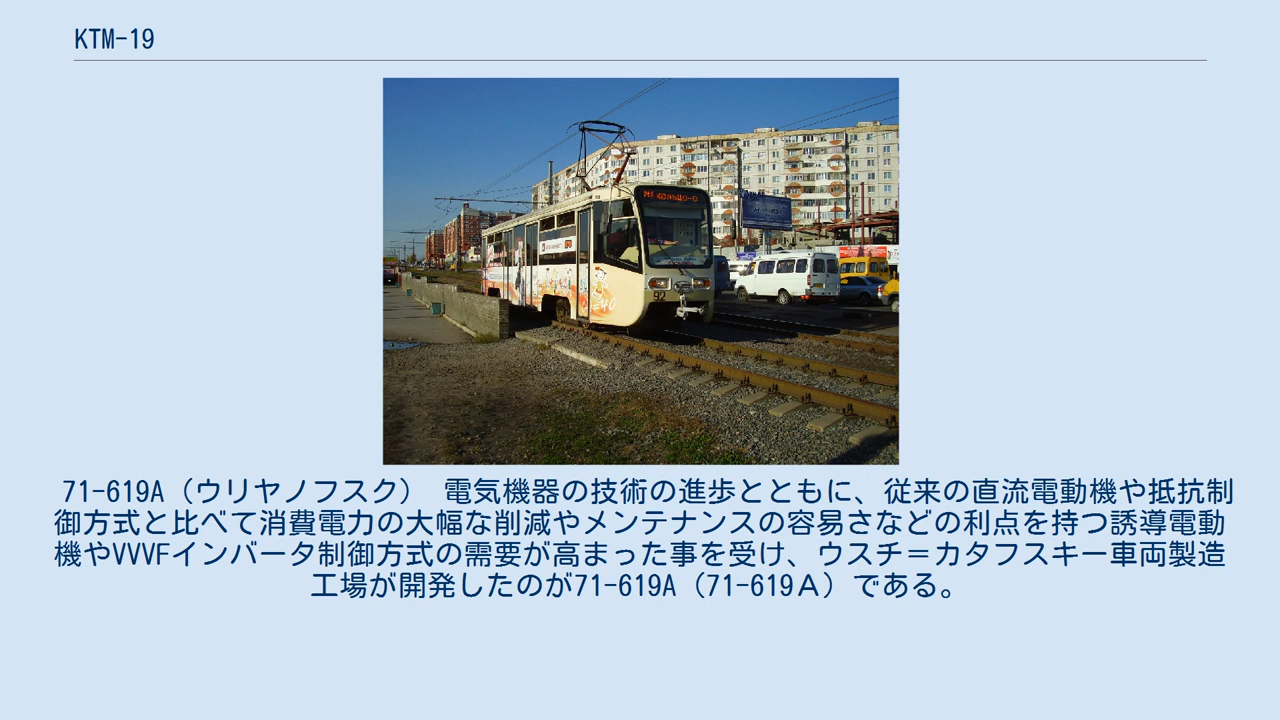 KTM-19
92
71-619A（ウリヤノフスク） 電気機器の技術の進歩とともに、従来の直流電動機や抵抗制
御方式と比べて消費電力の大幅な削減やメンテナンスの容易さなどの利点を持つ誘導電動
機やVVVFインバータ制御方式の需要が高まった事を受け、ウスチ＝カタフスキー車両製造
工場が開発したのが71-619A（71-619А）である。